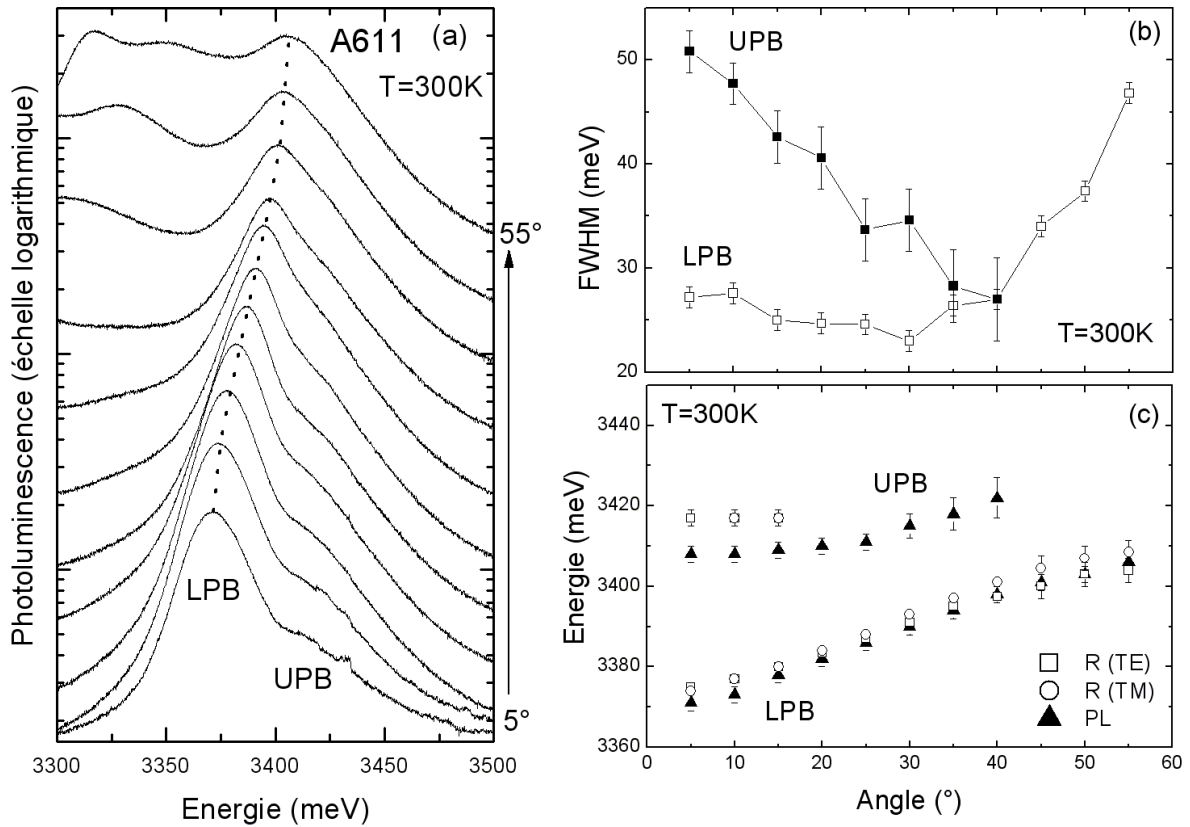 A611
(a)
T=300K
55°
LPB
UPB
5°
Photoluminescence (échelle logarithmique)
3300
3350
3400
3450
3500
Energie (meV)
(b)
UPB
LPB
T=300K
50
40
30
20
FWHM (meV)
T=300K
(c)
UPB
LPB
R (TE)
R (TM)
PL
3440
3420
3400
3380
3360
Energie (meV)
0
10
20
30
40
50
60
Angle (°)